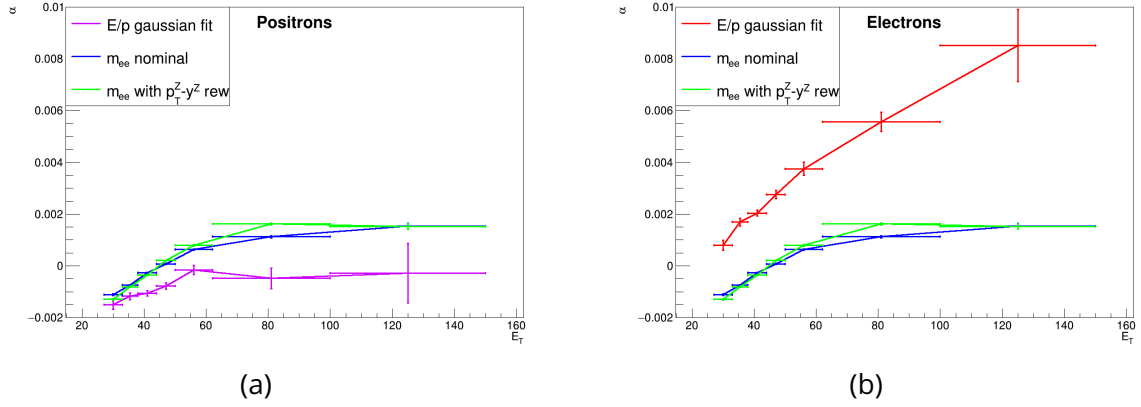 α
0.01
0.008
0.006
0.004
0.002
0
−0.002
20
40
60
80
100
120
140
160
E_T
Positrons
E/p gaussian fit
m_ee nominal
m_ee with p_T^Z-y^Z rew
(a)
α
0.01
0.008
0.006
0.004
0.002
0
−0.002
20
40
60
80
100
120
140
160
E_T
Electrons
E/p gaussian fit
m_ee nominal
m_ee with p_T^Z-y^Z rew
(b)